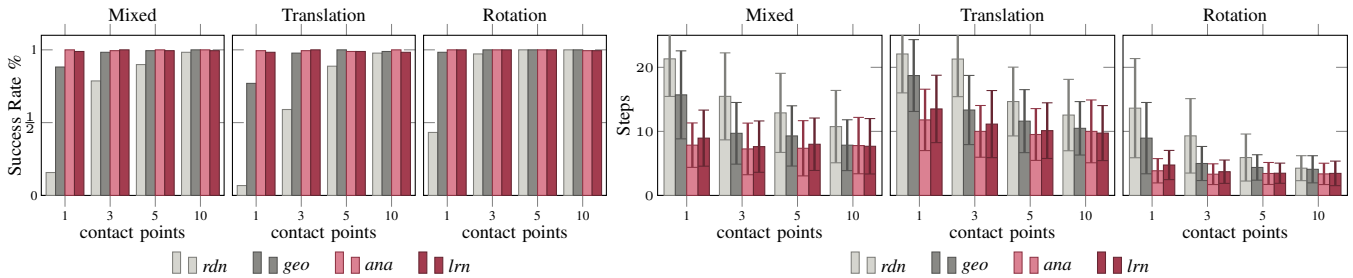 Mixed
Translation
Rotation
Success Rate %
1
1/2
0
1 3 5 10
1 3 5 10
1 3 5 10
contact points
contact points
contact points
rdn geo ana lrn
Mixed
Translation
Rotation
Steps
20
10
0
1 3 5 10
1 3 5 10
1 3 5 10
contact points
contact points
contact points
rdn geo ana lrn